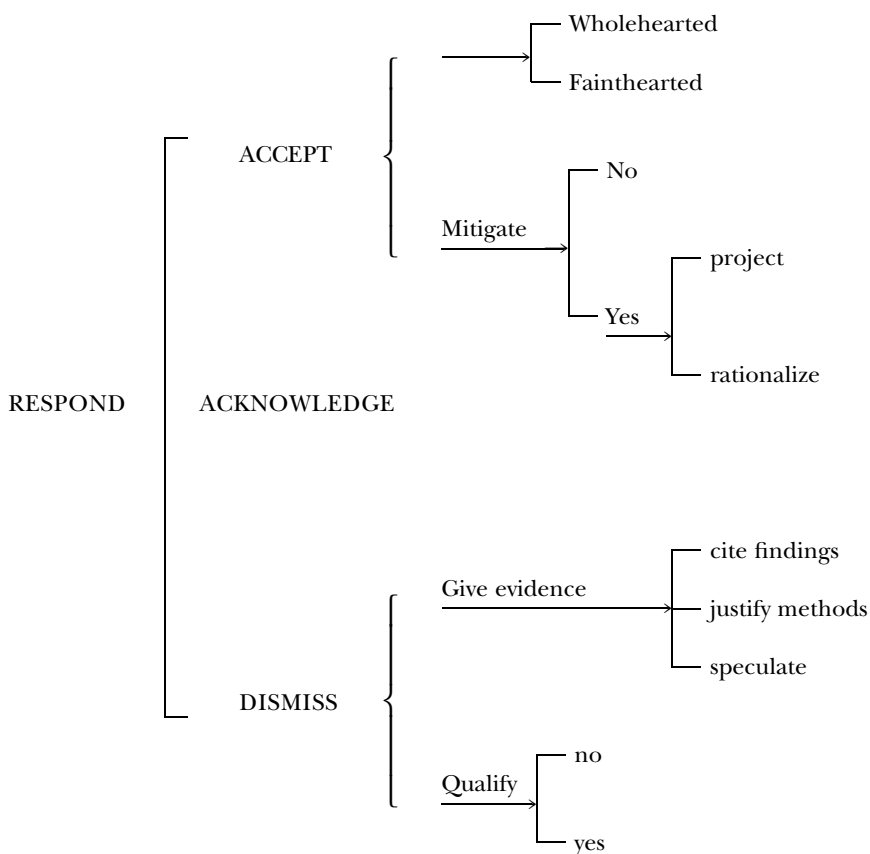 Wholehearted
Fainthearted
ACCEPT
No
Mitigate
project
Yes
rationalize
RESPOND
ACKNOWLEDGE
cite findings
Give evidence
justify methods
speculate
DISMISS
no
Qualify
yes